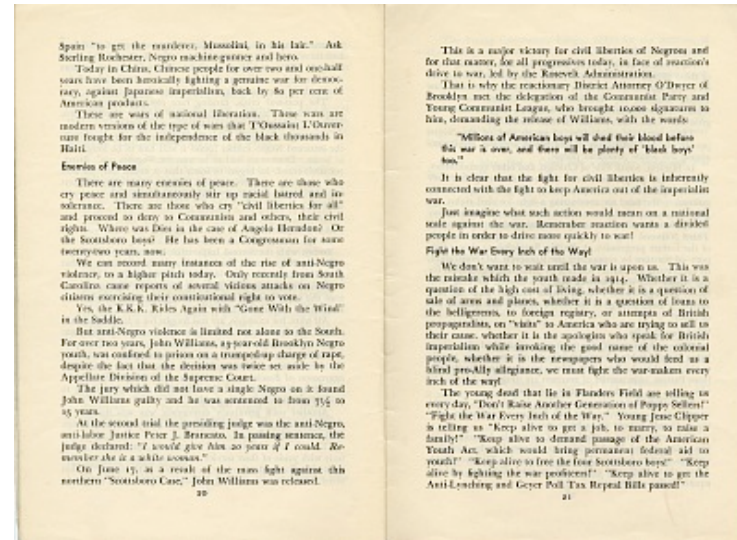 Spain "to get the murderer, Mussolini, in his lair." Ask
Sterling Rochester, Negro machine-gunner and hero.
Today in China, Chinese people for over two and one-half
years have been heroically fighting a genuine war for democ-
racy, against Japanese imperialism, back by 80 per cent of
American products.
These are wars of national liberation. These wars are
modern versions of the type of wars that T'Oussaint L'Ouver-
ture fought for the independence of the black thousands in
Haiti.
Enemies of Peace
There are many enemies of peace. There are those who
cry peace and simultaneously stir up racial hatred and in-
tolerance. There are those who cry "civil liberties for all"
and proceed to deny to Communists and others, their civil
rights. Where was Dies in the case of Angelo Herndon? Or
the Scottsboro boys? He has been a Congressman for some
twenty-two years, now.
We can record many instances of the rise of anti-Negro
violence, to a higher pitch today. Only recently from South
Carolina came reports of several vicious attacks on Negro
citizens exercising their constitutional right to vote.
Yes, the K.K.K. Rides Again with "Gone With the Wind"
in the Saddle.
But anti-Negro violence is limited not alone to the South.
For over two years, John Williams, 23-year-old Brooklyn Negro
youth, was confined to prison on a trumped-up charge of rape,
despite the fact that the decision was twice set aside by the
Appellate Division of the Supreme Court.
The jury which did not have a single Negro on it found
John Williams guilty and he was sentenced to from 7½ to
15 years.
At the second trial the presiding judge was the anti-Negro,
anti-labor Justice Peter J. Brancato. In passing sentence, the
judge declared: "I would give him 20 years if I could. Re-
member she is a white woman."
On June 17, as a result of the mass fight against this
northern "Scottsboro Case," John Williams was released.
20
This is a major victory for civil liberties of Negroes and
for that matter, for all progressives today, in face of reaction's
drive to war, led by the Rosevelt Administration.
That is why the reactionary District Attorney O'Dwyer of
Brooklyn met the delegation of the Communist Party and
Young Communist League, who brought 10,000 signatures to
him, demanding the release of Williams, with the words:
"Millions of American boys will shed their blood before
this war is over, and there will be plenty of 'black boys'
too."
It is clear that the fight for civil liberties is inherently
connected with the fight to keep America out of the imperialist
war.
Just imagine what such action would mean on a national
scale against the war. Remember reaction wants a divided
people in order to drive more quickly to war!
Fight the War Every Inch of the Way!
We don't want to wait until the war is upon us. This was
the mistake which the youth made in 1914. Whether it is a
question of the high cost of living, whether it is a question of
sale of arms and planes, whether it is a question of loans to
the belligerents, to foreign registry, or attempts of British
propagandists, on "visits" to America who are trying to sell us
their cause, whether it is the apologists who speak for British
imperialism while invoking the good name of the colonial
people, whether it is the newspapers who would feed us a
blind pro-Ally allegiance, we must fight the war-makers every
inch of the way!
The young dead that lie in Flanders Field are telling us
every day, "Don't Raise Another Generation of Poppy Sellers!"
"Fight the War Every Inch of the Way." Young Jesse Clipper
is telling us "Keep alive to get a job, to marry, to raise a
family!" "Keep alive to demand passage of the American
Youth Act, which would bring permanent federal aid to
youth!" "Keep alive to free the four Scottsboro boys!" "Keep
alive by fighting the war profiteers!" "Keep alive to get the
Anti-Lynching and Geyer Poll Tax Repeal Bills passed!"
21